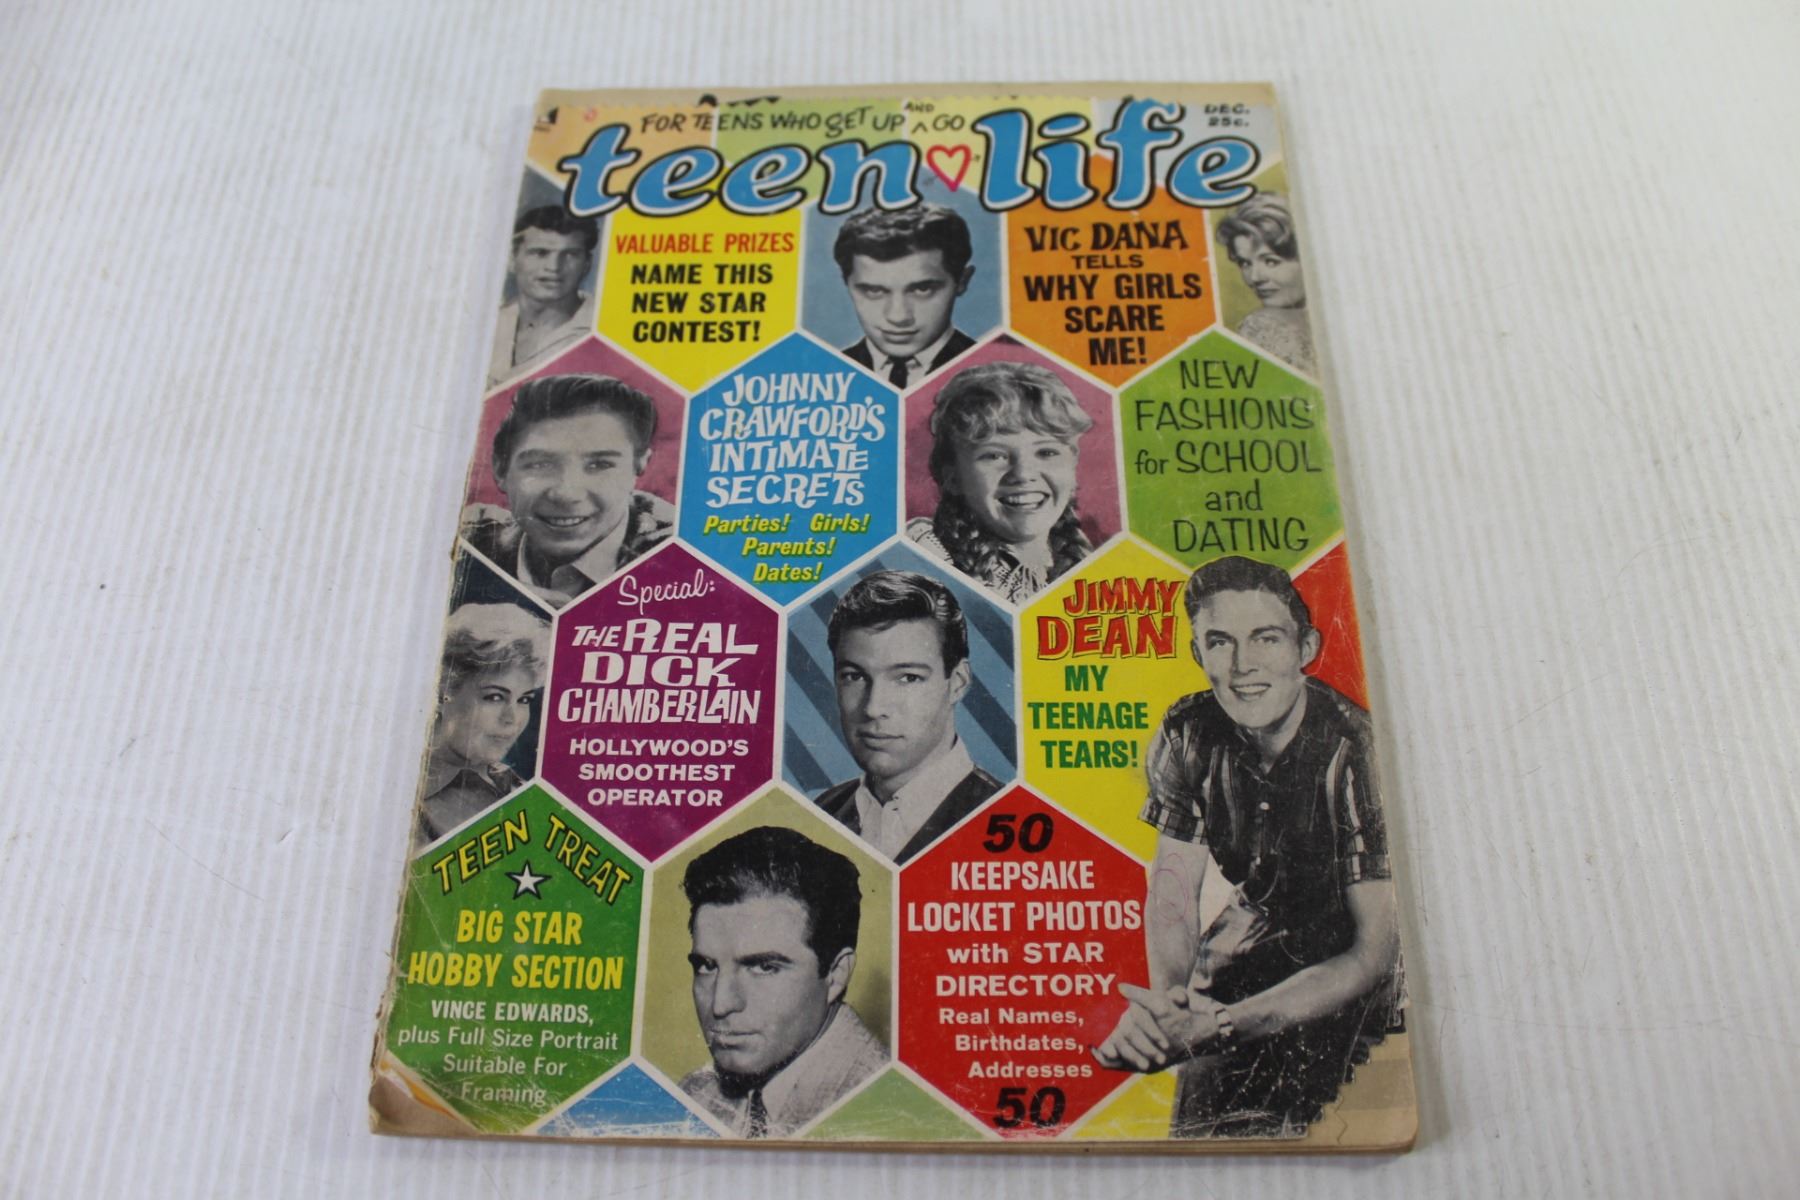 FOR TEENS WHO GET UP AND ^ GO
DEC.
25c.
teen life
VALUABLE PRIZES
NAME THIS
NEW STAR
CONTEST!
VIC DANA
TELLS
WHY GIRLS
SCARE
ME!
JOHNNY
CRAWFORD'S
INTIMATE
SECRETS
Parties! Girls!
Parents!
Dates!
NEW
FASHIONS
for SCHOOL
and
DATING
Special:
THE REAL
DICK
CHAMBERLAIN
HOLLYWOOD'S
SMOOTHEST
OPERATOR
JIMMY
DEAN
MY
TEENAGE
TEARS!
TEEN TREAT
BIG STAR
HOBBY SECTION
VINCE EDWARDS,
plus Full Size Portrait
Suitable For
Framing
50
KEEPSAKE
LOCKET PHOTOS
with STAR
DIRECTORY
Real Names,
Birthdates,
Addresses
50